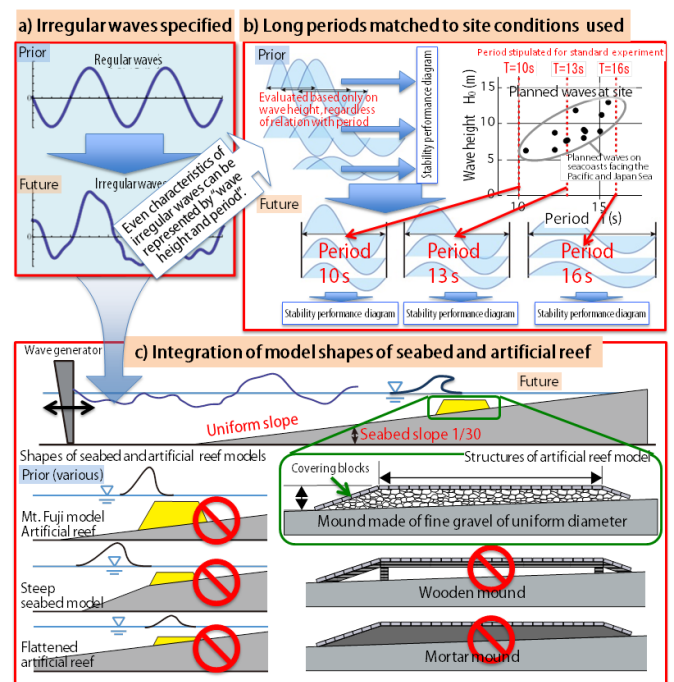 a) Irregular waves specified
Prior
Regular waves
0
Future
Irregular waves
0
Even characteristics of
irregular waves can be
represented by "wave
height and period".
b) Long periods matched to site conditions used
Prior
Evaluated based only on
wave height, regardless
of relation with period
Stability performance diagram
Period stipulated for standard experiment
T=10s
T=13s
T=16s
Wave height H₀ (m)
15
10
5
0
Planned waves at site
Planned waves on
seacoasts facing the
Pacific and Japan Sea
10
15
Period T (s)
Future
Period
10s
Period
13s
Period
16s
Stability performance diagram
Stability performance diagram
Stability performance diagram
c) Integration of model shapes of seabed and artificial reef
Wave generator
Future
Uniform slope
Seabed slope 1/30
Shapes of seabed and artificial reef models
Structures of artificial reef model
Prior (various)
Covering blocks
Mound made of fine gravel of uniform diameter
Mt. Fuji model
Artificial reef
Steep
seabed model
Wooden mound
Flattened
artificial reef
Mortar mound